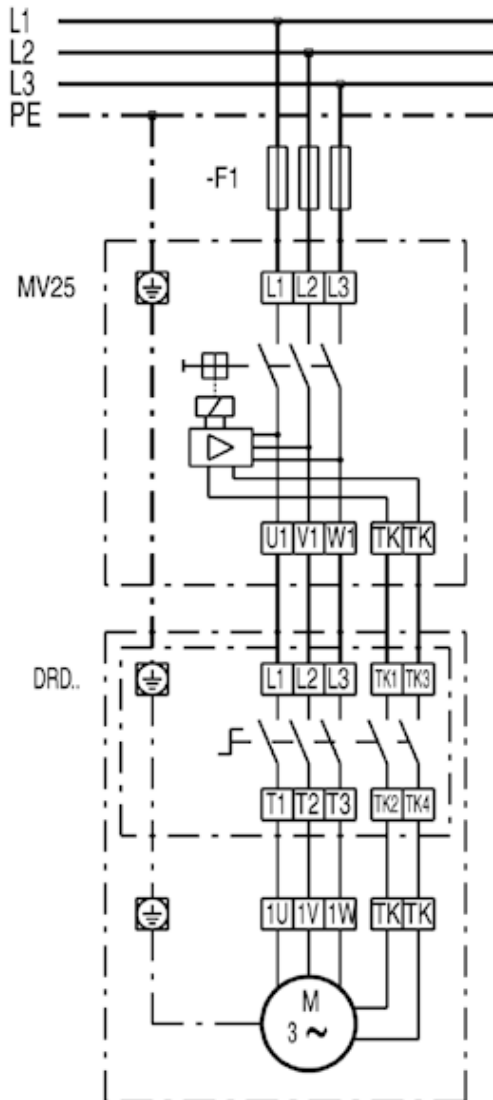 L1
L2
L3
PE
-F1
MV25
L1 L2 L3
U1 V1 W1 TK TK
DRD..
L1 L2 L3 TK1 TK3
T1 T2 T3 TK2 TK4
1U 1V 1W TK TK
M
3 ~